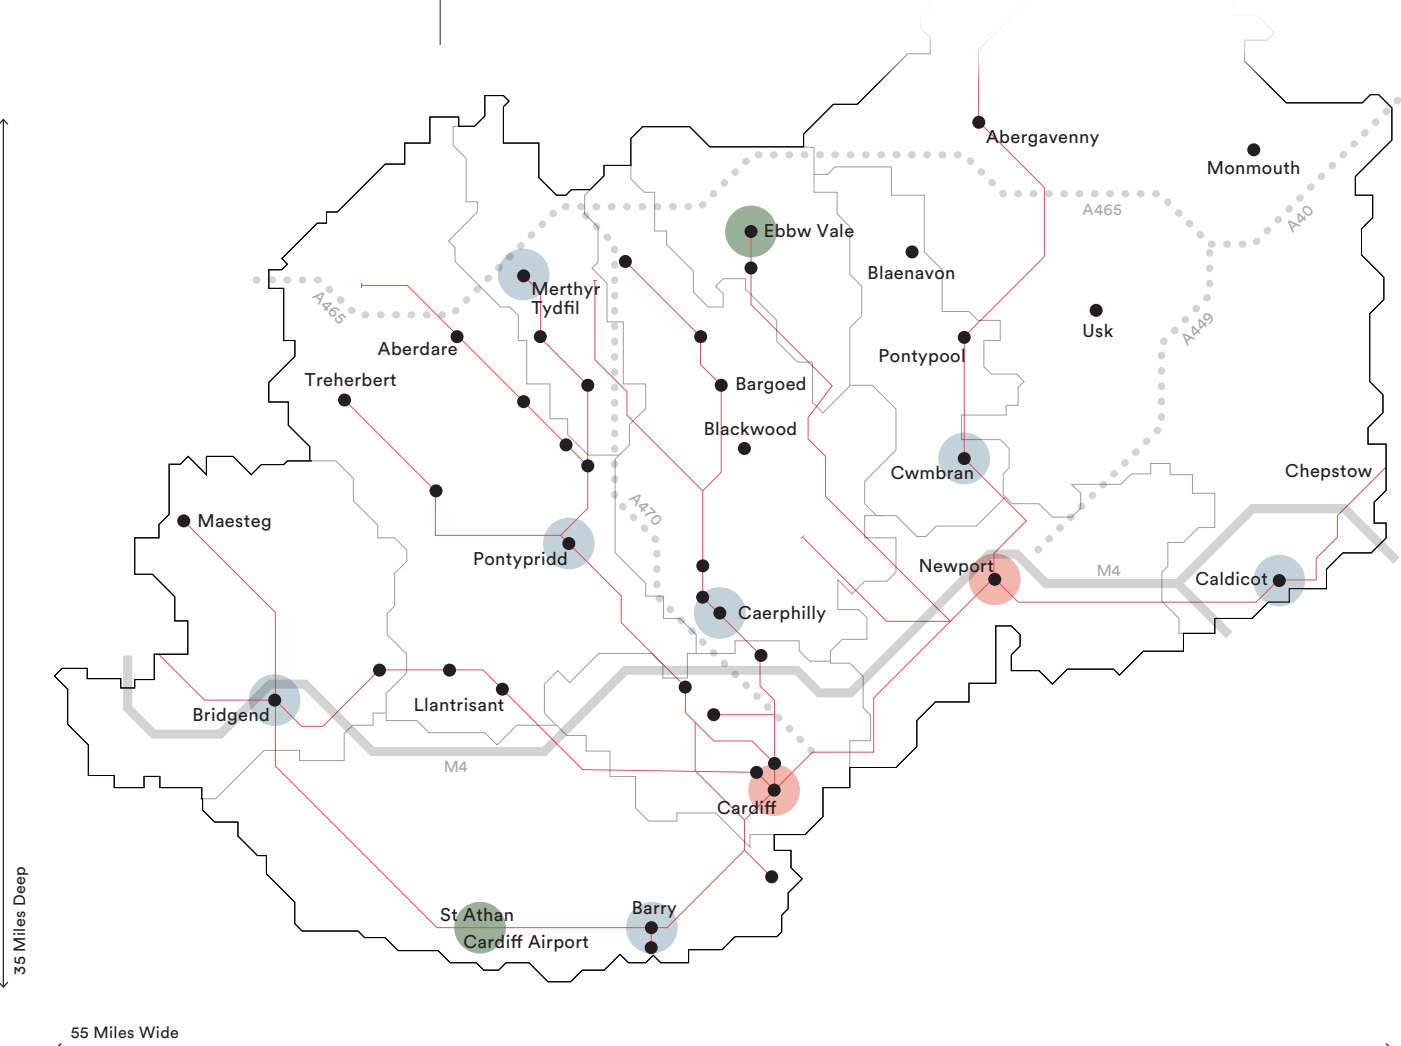 Abergavenny
Monmouth
A465
A40
Ebbw Vale
Blaenavon
Merthyr
Tydfil
A465
Usk
A449
Aberdare
Pontypool
Treherbert
Bargoed
Blackwood
Cwmbran
Chepstow
A470
Maesteg
Pontypridd
Newport
M4
Caldicot
Caerphilly
Llantrisant
Bridgend
M4
Cardiff
35 Miles Deep
St Athan
Barry
Cardiff Airport
55 Miles Wide